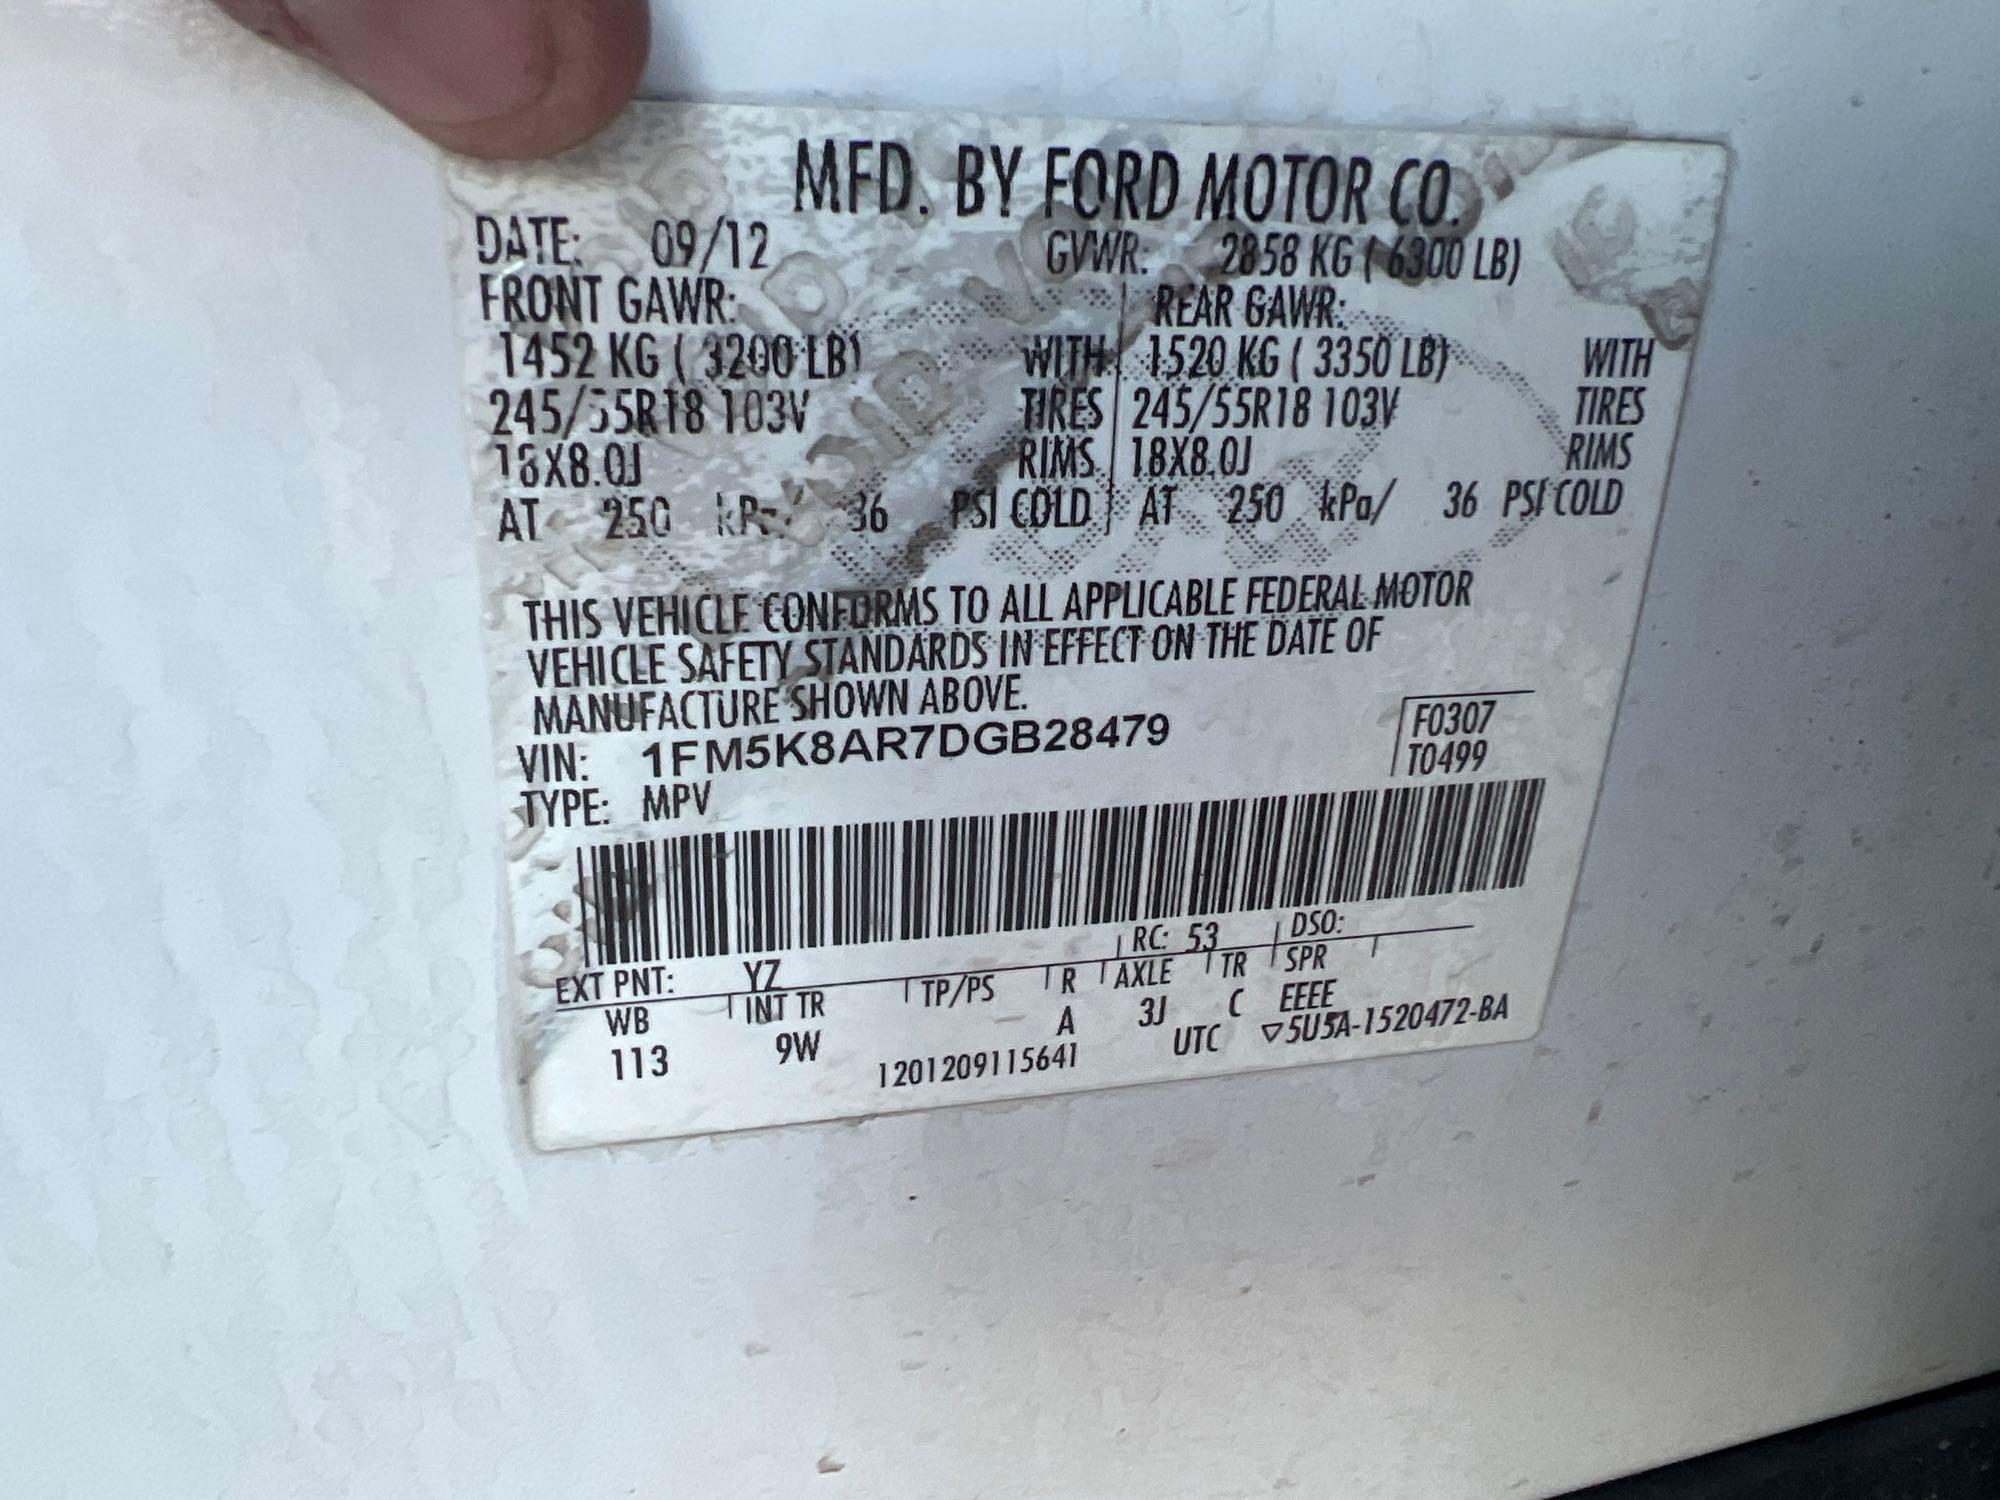 MFD. BY FORD MOTOR CO.
DATE: 09/12 GVWR: 2858 KG ( 6300 LB)
FRONT GAWR: REAR GAWR:
1452 KG ( 3200 LB) WITH 1520 KG ( 3350 LB) WITH
245/55R18 103V TIRES 245/55R18 103V TIRES
18X8.0J RIMS 18X8.0J RIMS
AT 250 kPa/ 36 PSI COLD AT 250 kPa/ 36 PSI COLD
THIS VEHICLE CONFORMS TO ALL APPLICABLE FEDERAL MOTOR
VEHICLE SAFETY STANDARDS IN EFFECT ON THE DATE OF
MANUFACTURE SHOWN ABOVE.
VIN: 1FM5K8AR7DGB28479 F0307
TYPE: MPV T0499
EXT PNT: YZ RC: 53 DSO:
WB INT TR TP/PS R AXLE TR SPR
113 9W A 3J C EEEE
1201209115641 UTC ▽5U5A-1520472-BA